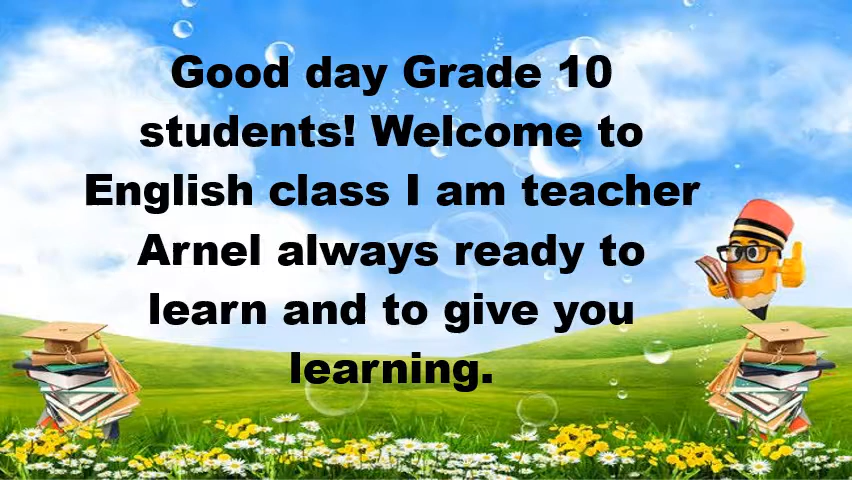 Good day Grade 10
students! Welcome to
English class I am teacher
Arnel always ready to
learn and to give you
learning.